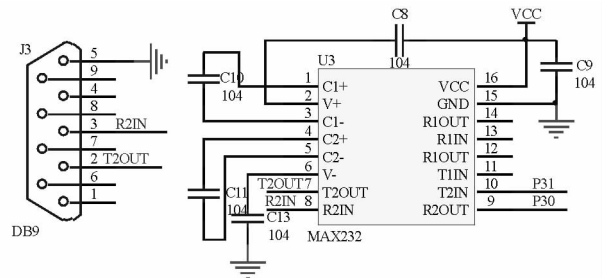 C8
VCC
J3
U3
104
5
9
4
8
3 R2IN
7
2 T2OUT
6
1
DB9
C10
104
C9
104
1 C1+ VCC 16
2 V+ GND 15
3 C1- R1OUT 14
4 C2+ R1IN 13
5 C2- R1OUT 12
6 V- T1IN 11
T2OUT 7 T2OUT T2IN 10 P31
R2IN 8 R2IN R2OUT 9 P30
C11
104
C13
104
MAX232